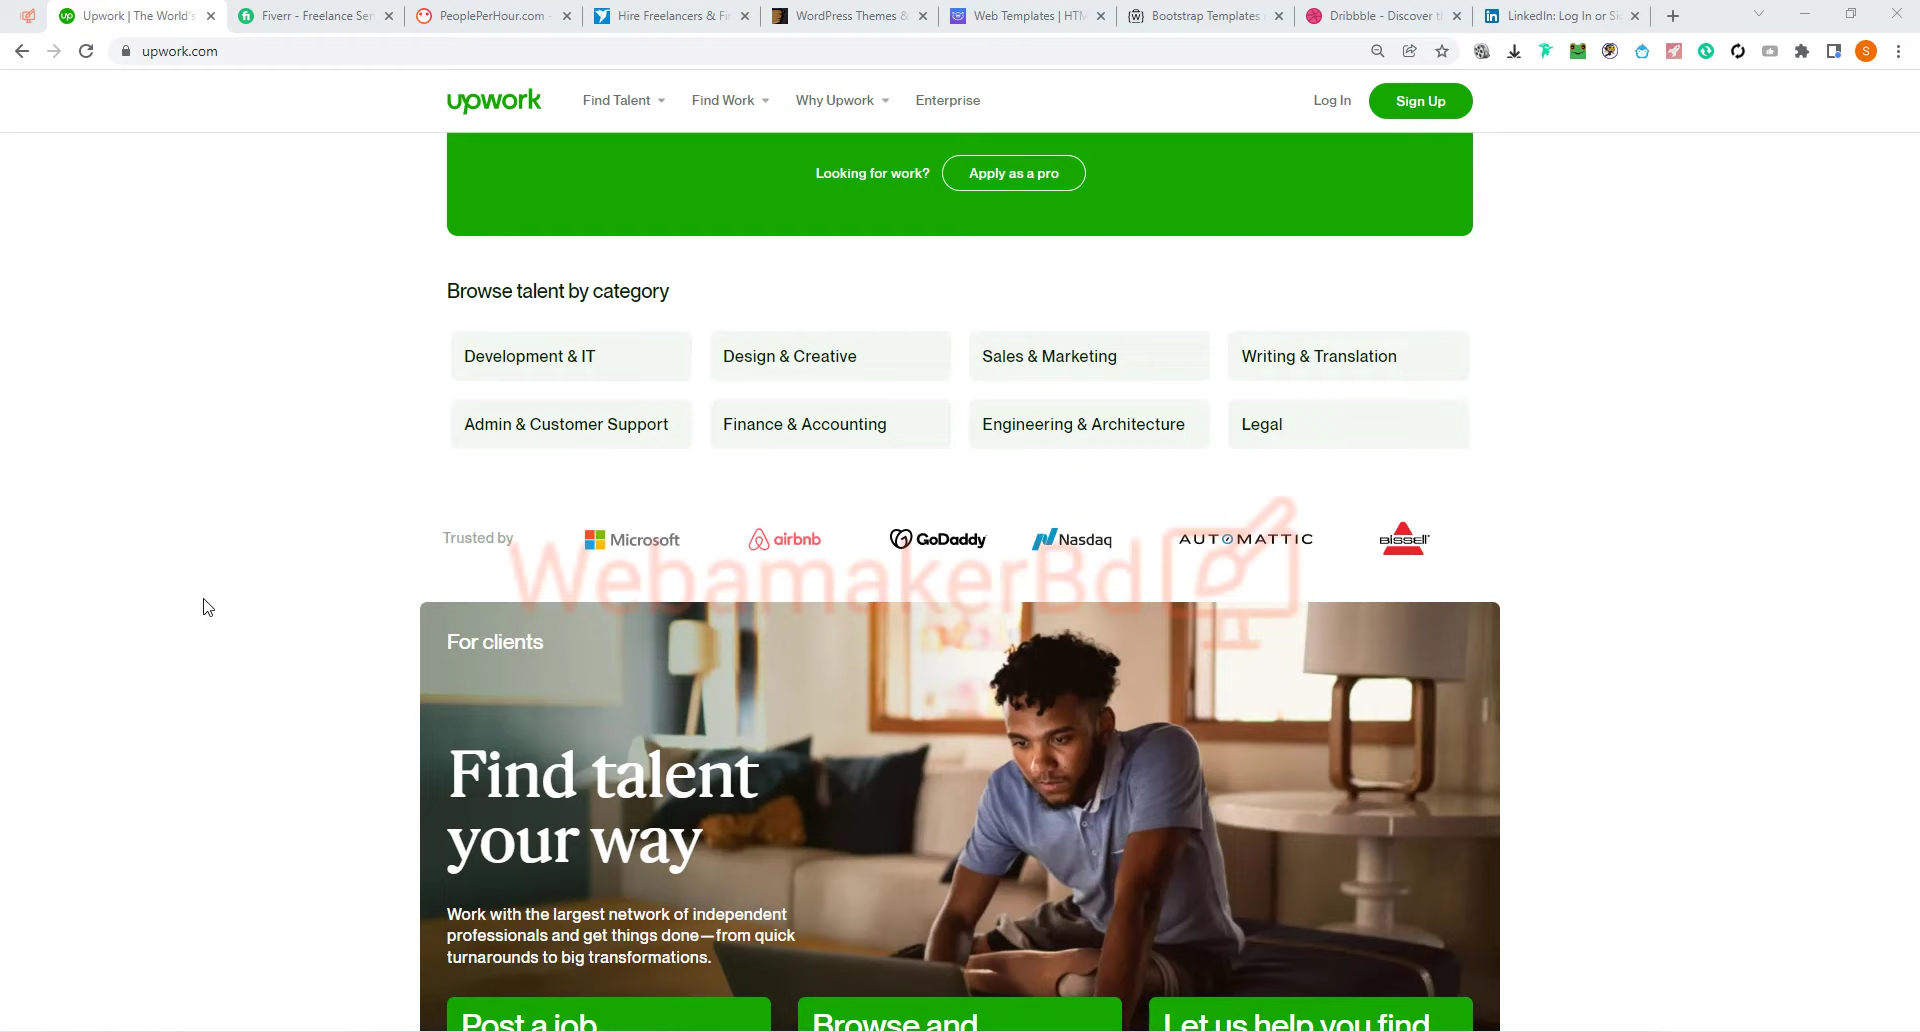 Upwork | The World's
Fiverr - Freelance Ser
PeoplePerHour.com -
Hire Freelancers & Fi
WordPress Themes &
Web Templates | HTM
Bootstrap Templates
Dribbble - Discover t
LinkedIn: Log In or Si
upwork.com
S
upwork
Find Talent
Find Work
Why Upwork
Enterprise
Log In
Sign Up
Looking for work?
Apply as a pro
Browse talent by category
Development & IT
Design & Creative
Sales & Marketing
Writing & Translation
Admin & Customer Support
Finance & Accounting
Engineering & Architecture
Legal
Trusted by
Microsoft
airbnb
GoDaddy
Nasdaq
AUTOMATTIC
BISSELL
WebamakerBd
For clients
Find talent
your way
Work with the largest network of independent
professionals and get things done—from quick
turnarounds to big transformations.
Post a job
Browse and
Let us help you find